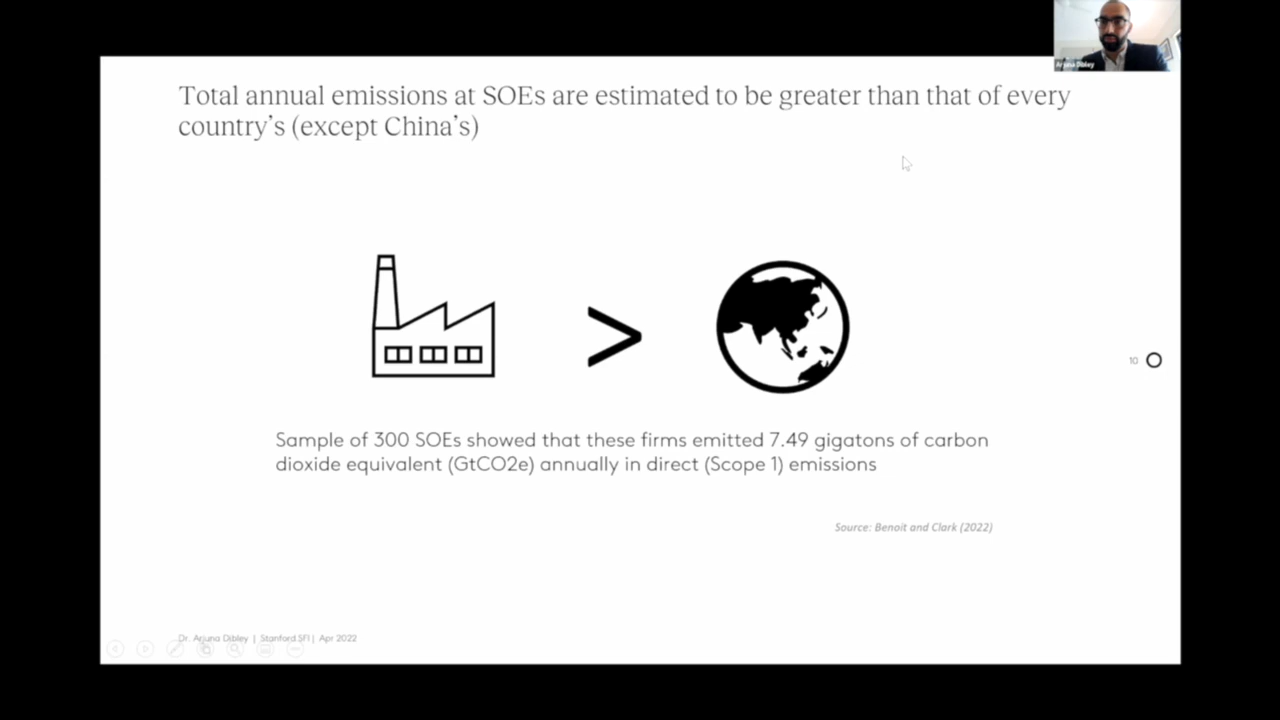 Arjuna Dibley
Total annual emissions at SOEs are estimated to be greater than that of every
country's (except China's)
>
10
Sample of 300 SOEs showed that these firms emitted 7.49 gigatons of carbon
dioxide equivalent (GtCO2e) annually in direct (Scope 1) emissions
Source: Benoit and Clark (2022)
Dr. Arjuna Dibley | Stanford SFI | Apr 2022